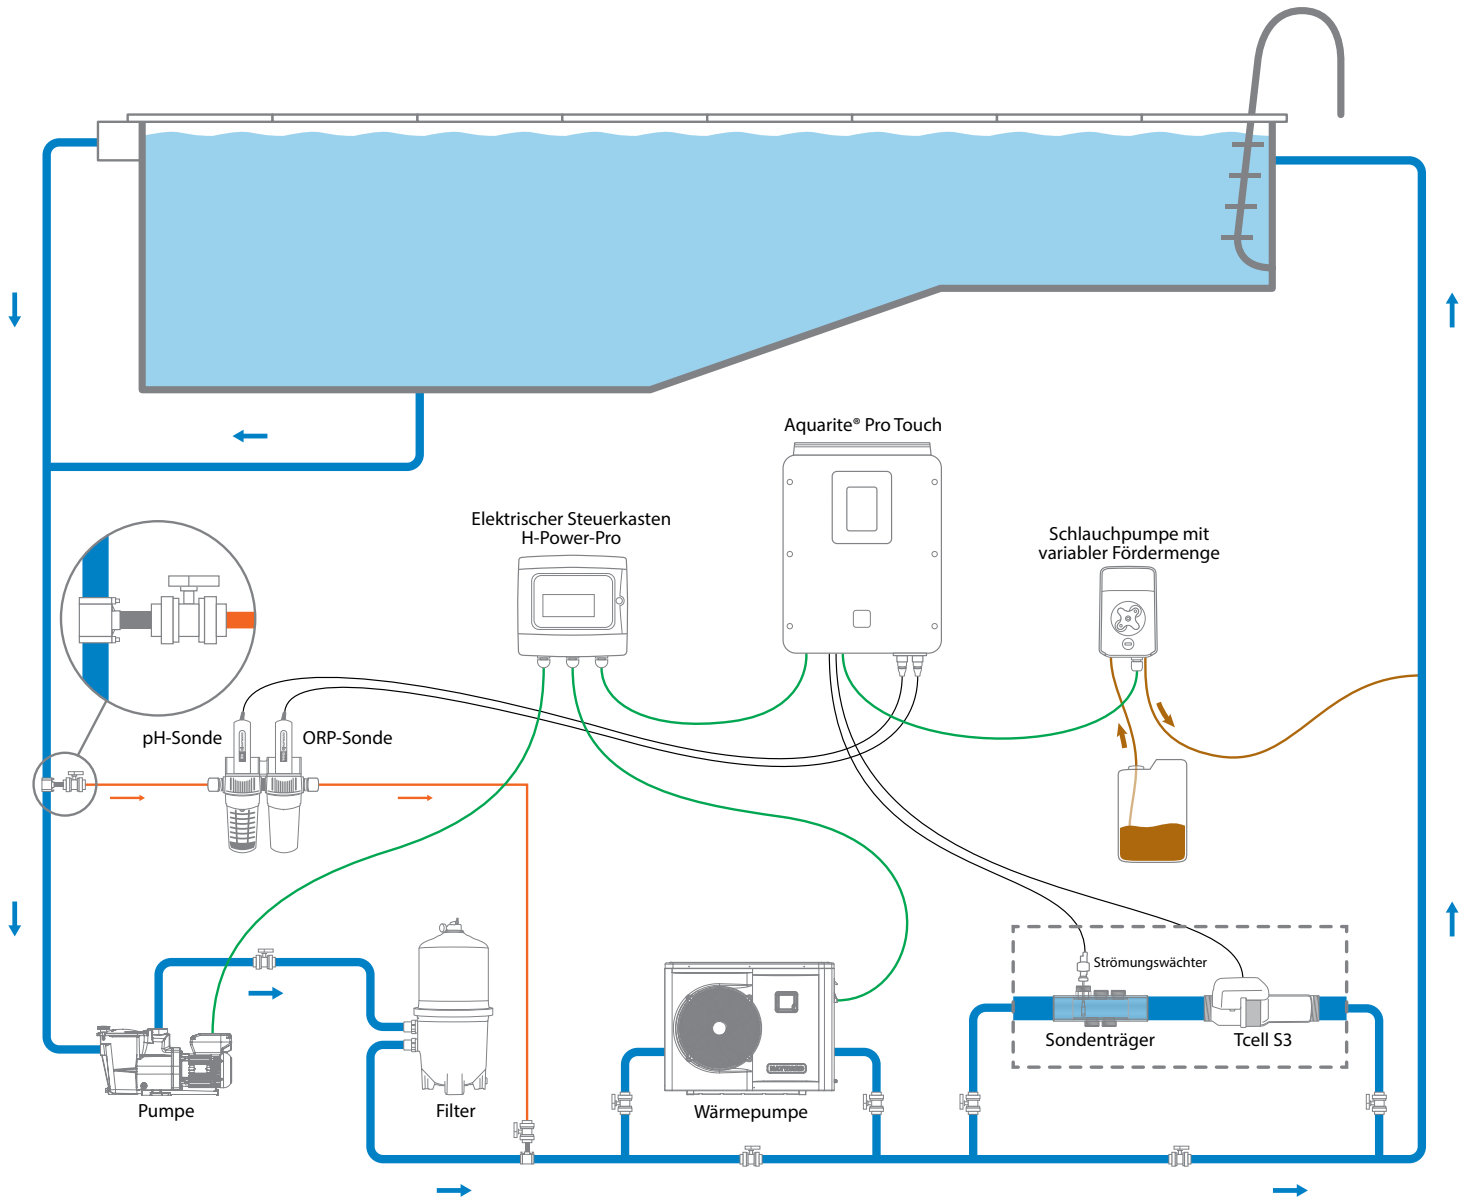 Aquarite® Pro Touch
Elektrischer Steuerkasten
H-Power-Pro
Schlauchpumpe mit
variabler Fördermenge
pH-Sonde
ORP-Sonde
Strömungswächter
Sondenträger
Tcell S3
HAYWARD
Pumpe
Filter
Wärmepumpe